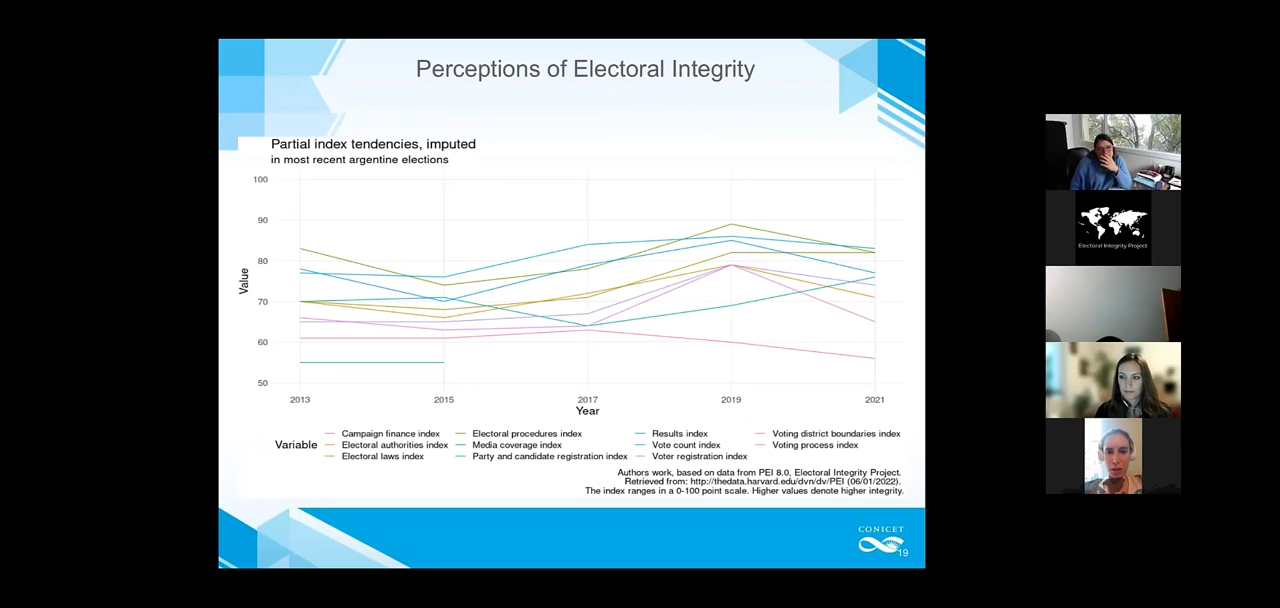 Perceptions of Electoral Integrity
Partial index tendencies, imputed
in most recent argentine elections
100
90
80
70
60
50
Value
2013 2015 2017 2019 2021
Year
Variable
Campaign finance index
Electoral authorities index
Electoral laws index
Electoral procedures index
Media coverage index
Party and candidate registration index
Results index
Vote count index
Voter registration index
Voting district boundaries index
Voting process index
Authors work, based on data from PEI 8.0, Electoral Integrity Project.
Retrieved from: http://thedata.harvard.edu/dvn/dv/PEI (06/01/2022).
The index ranges in a 0-100 point scale. Higher values denote higher integrity.
CONICET
19
Electoral Integrity Project